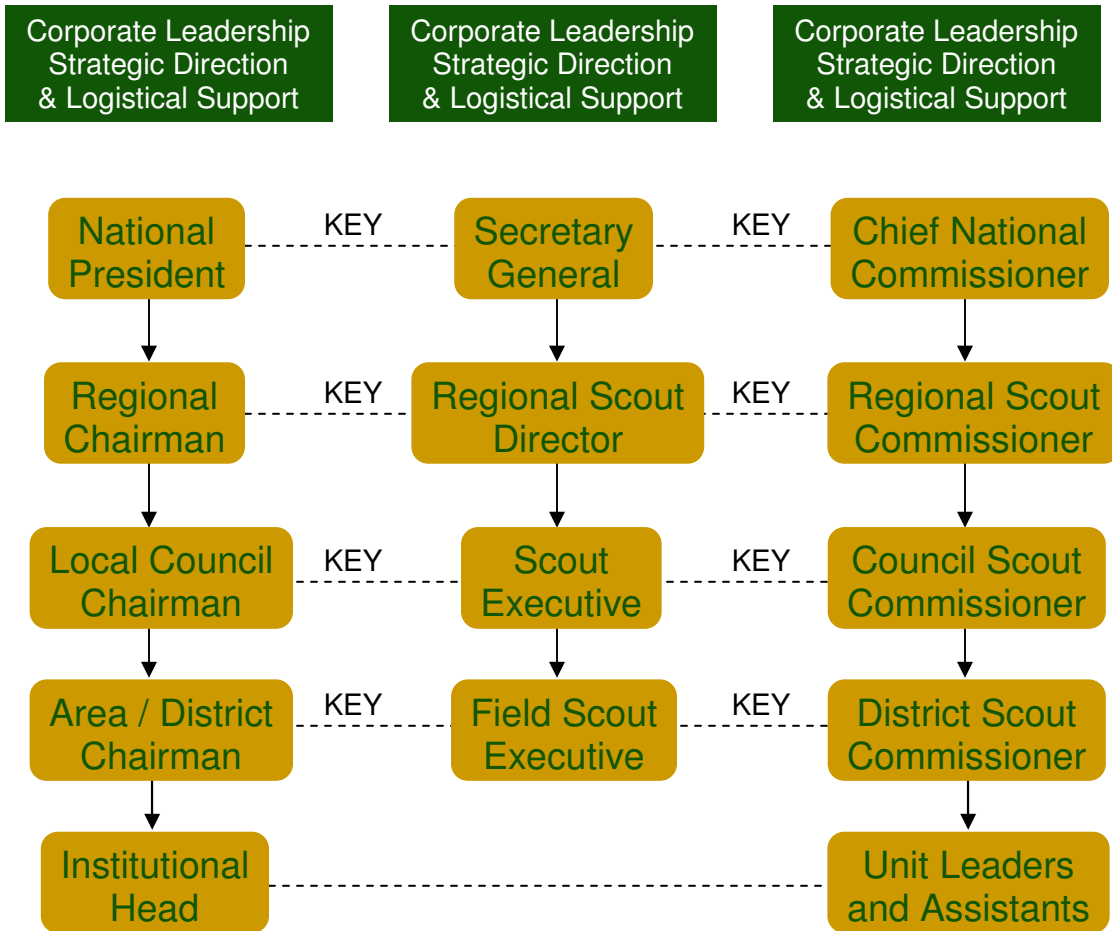 Corporate Leadership
Strategic Direction
& Logistical Support
Corporate Leadership
Strategic Direction
& Logistical Support
Corporate Leadership
Strategic Direction
& Logistical Support
National
President
KEY
Secretary
General
KEY
Chief National
Commissioner
Regional
Chairman
KEY
Regional Scout
Director
KEY
Regional Scout
Commissioner
Local Council
Chairman
KEY
Scout
Executive
KEY
Council Scout
Commissioner
Area / District
Chairman
KEY
Field Scout
Executive
KEY
District Scout
Commissioner
Institutional
Head
Unit Leaders
and Assistants